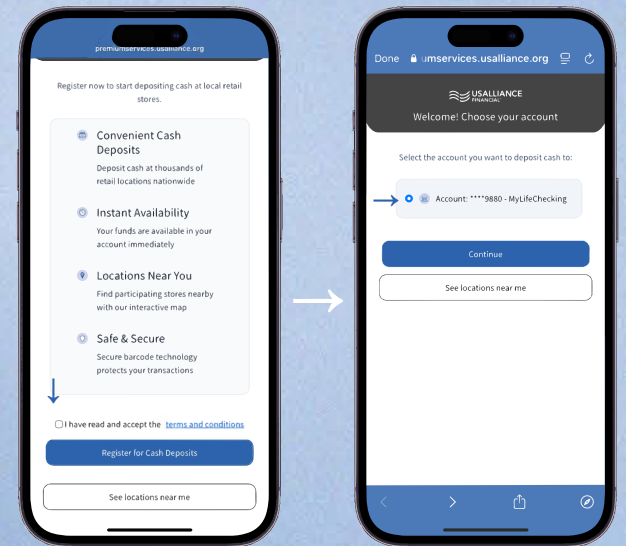 premiumservices.usalliance.org
Register now to start depositing cash at local retail
stores.
Convenient Cash
Deposits
Deposit cash at thousands of
retail locations nationwide
Instant Availability
Your funds are available in your
account immediately
Locations Near You
Find participating stores nearby
with our interactive map
Safe & Secure
Secure barcode technology
protects your transactions
I have read and accept the terms and conditions
Register for Cash Deposits
See locations near me
Done umservices.usalliance.org
USALLIANCE
FINANCIAL
Welcome! Choose your account
Select the account you want to deposit cash to:
Account: ****9880 - MyLifeChecking
Continue
See locations near me